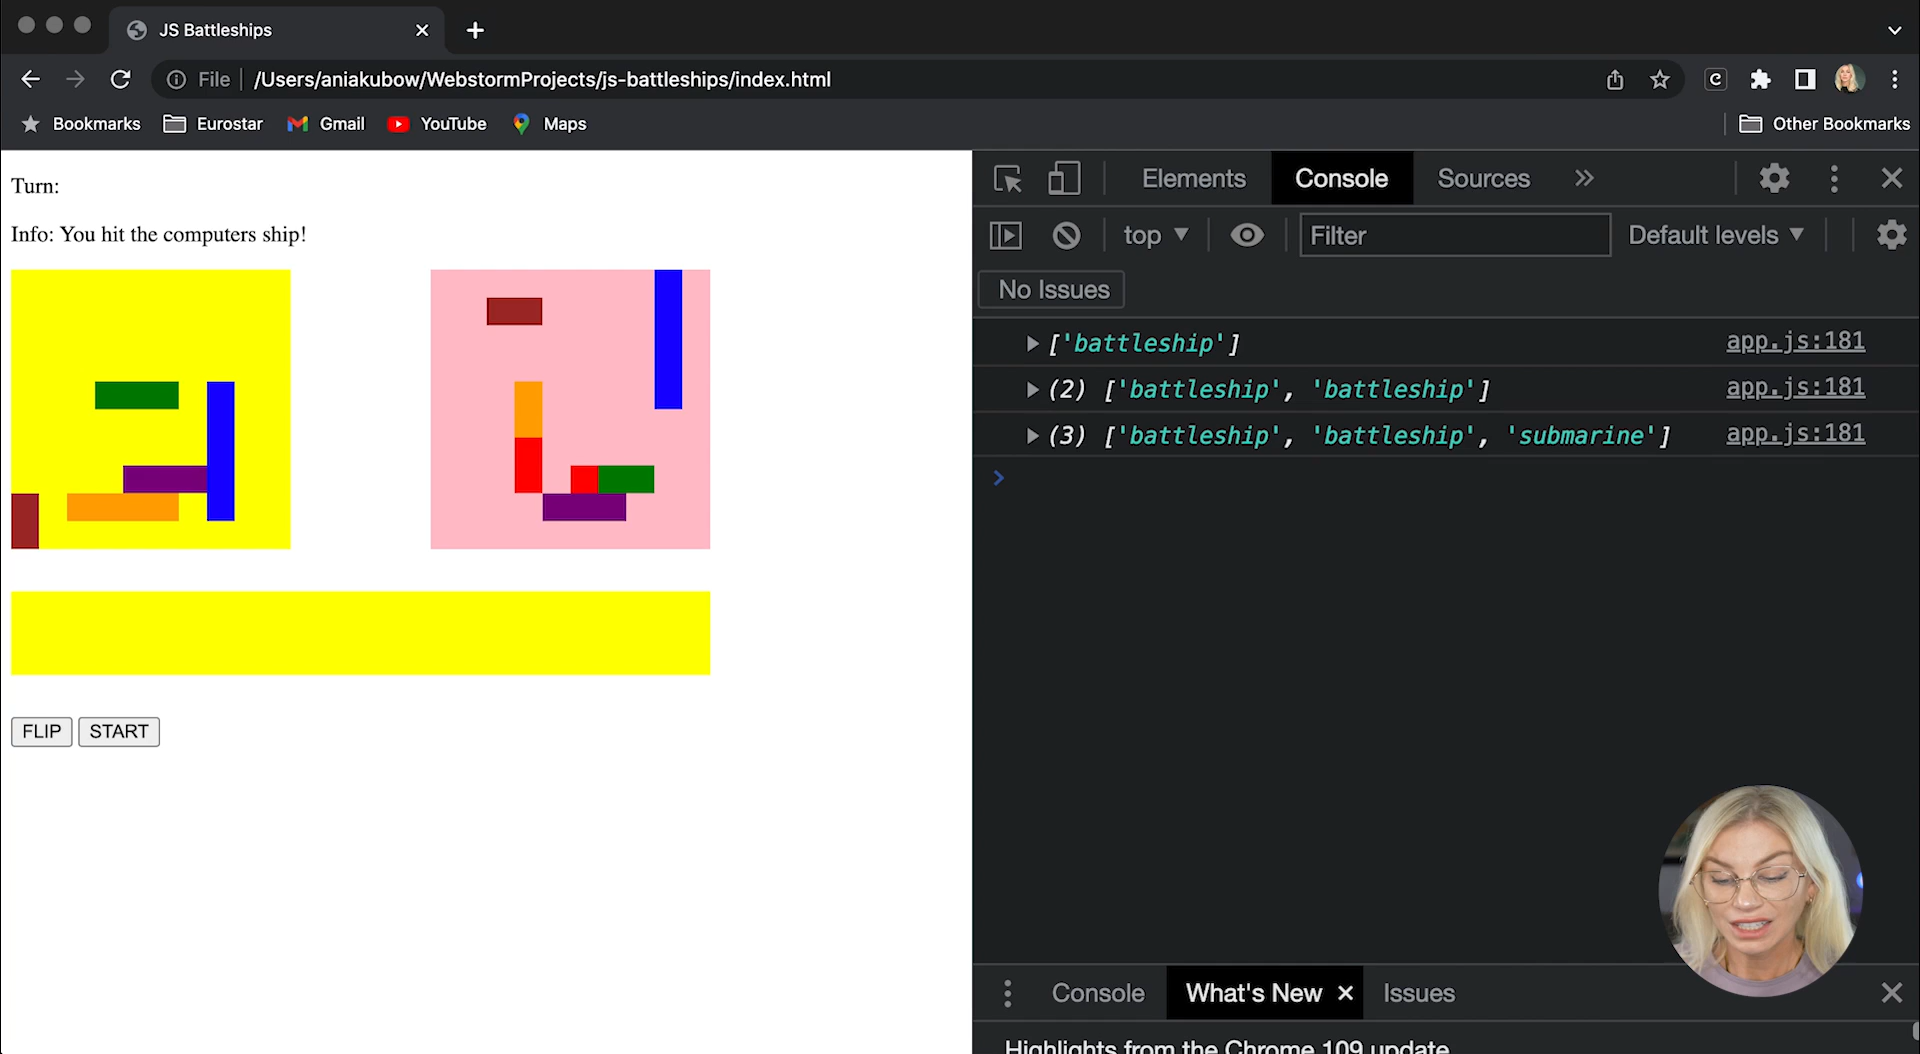 JS Battleships
File /Users/aniakubow/WebstormProjects/js-battleships/index.html
Bookmarks Eurostar Gmail YouTube Maps Other Bookmarks
Turn:
Info: You hit the computers ship!
FLIP START
Elements Console Sources
top Filter Default levels
No Issues
['battleship'] app.js:181
(2) ['battleship', 'battleship'] app.js:181
(3) ['battleship', 'battleship', 'submarine'] app.js:181
Console What's New Issues
Highlights from the Chrome 109 update